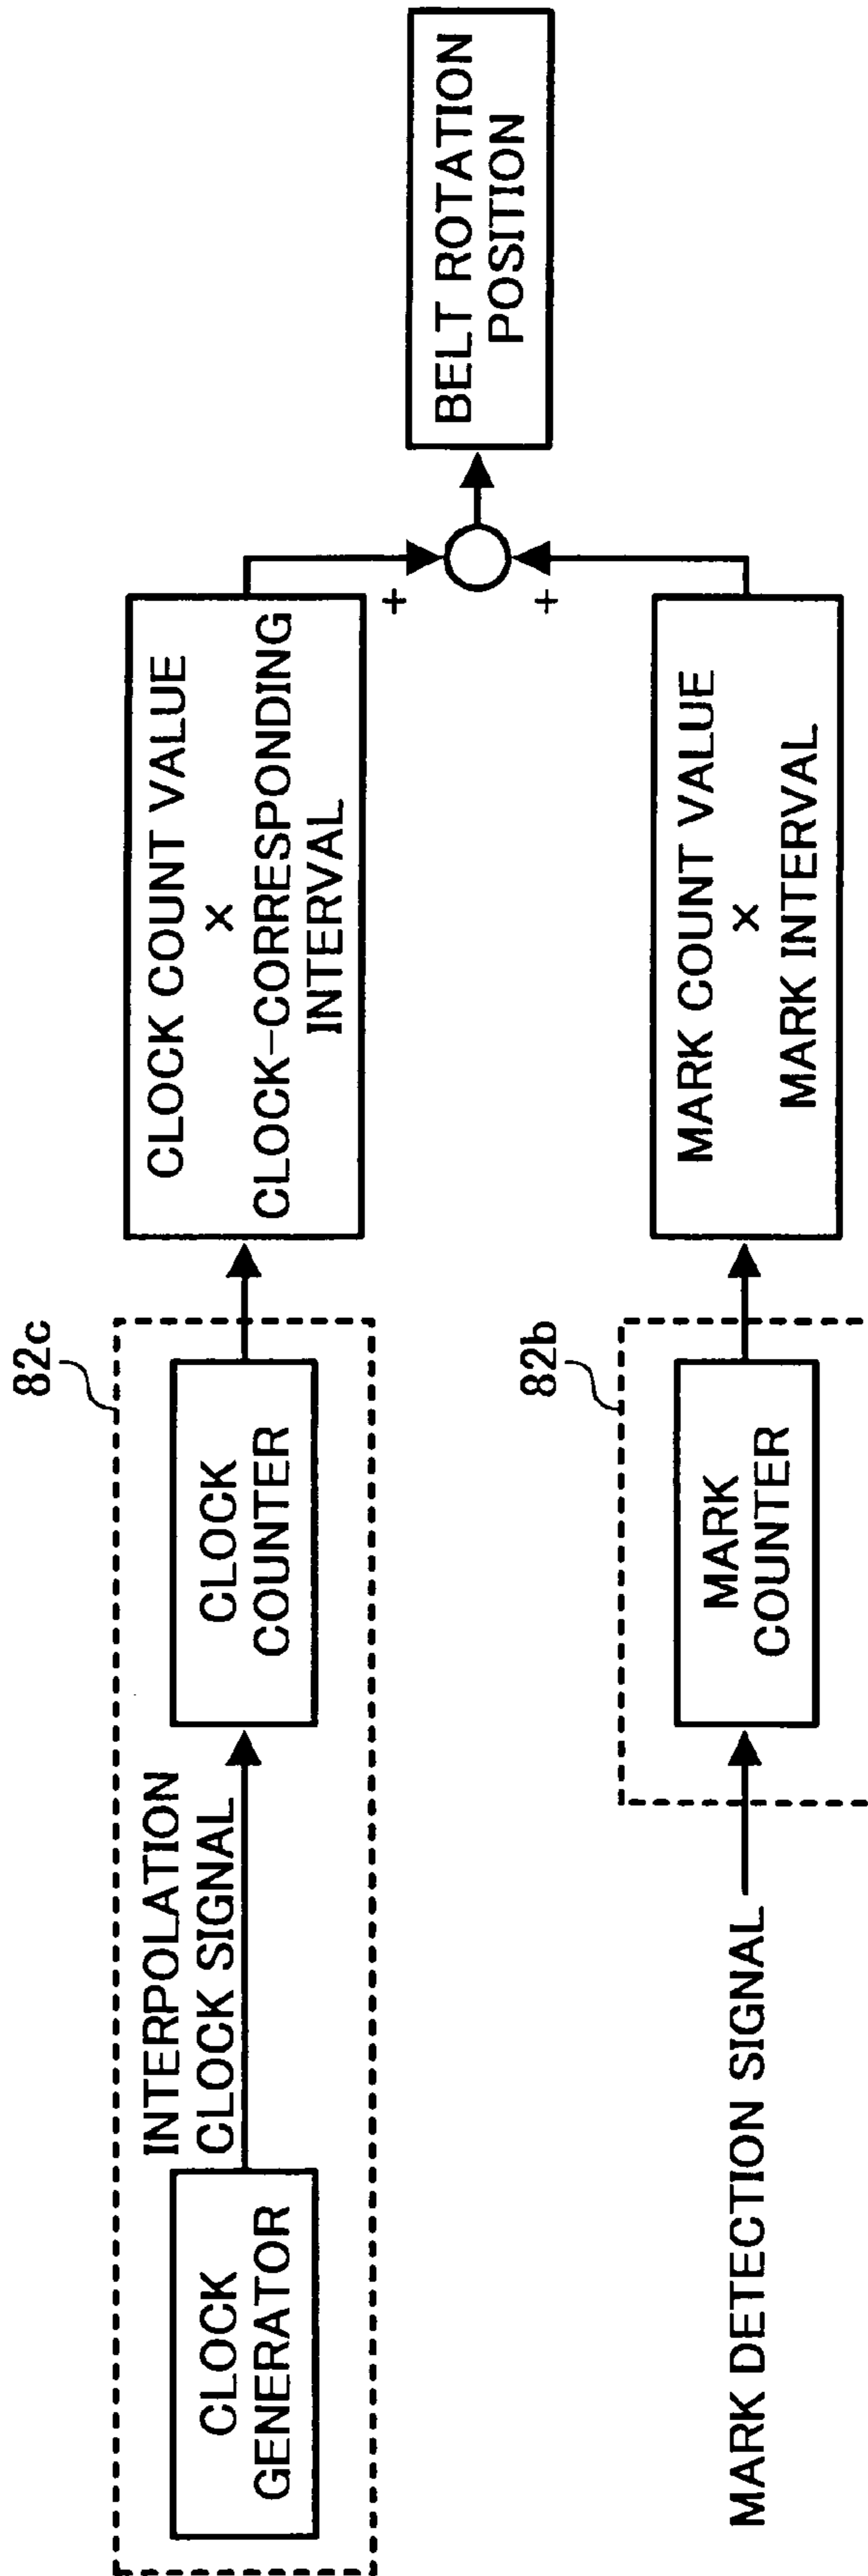 82c
CLOCK
GENERATOR
INTERPOLATION
CLOCK SIGNAL
CLOCK
COUNTER
CLOCK COUNT VALUE
×
CLOCK-CORRESPONDING
INTERVAL
+
+
BELT ROTATION
POSITION
82b
MARK DETECTION SIGNAL
MARK
COUNTER
MARK COUNT VALUE
×
MARK INTERVAL